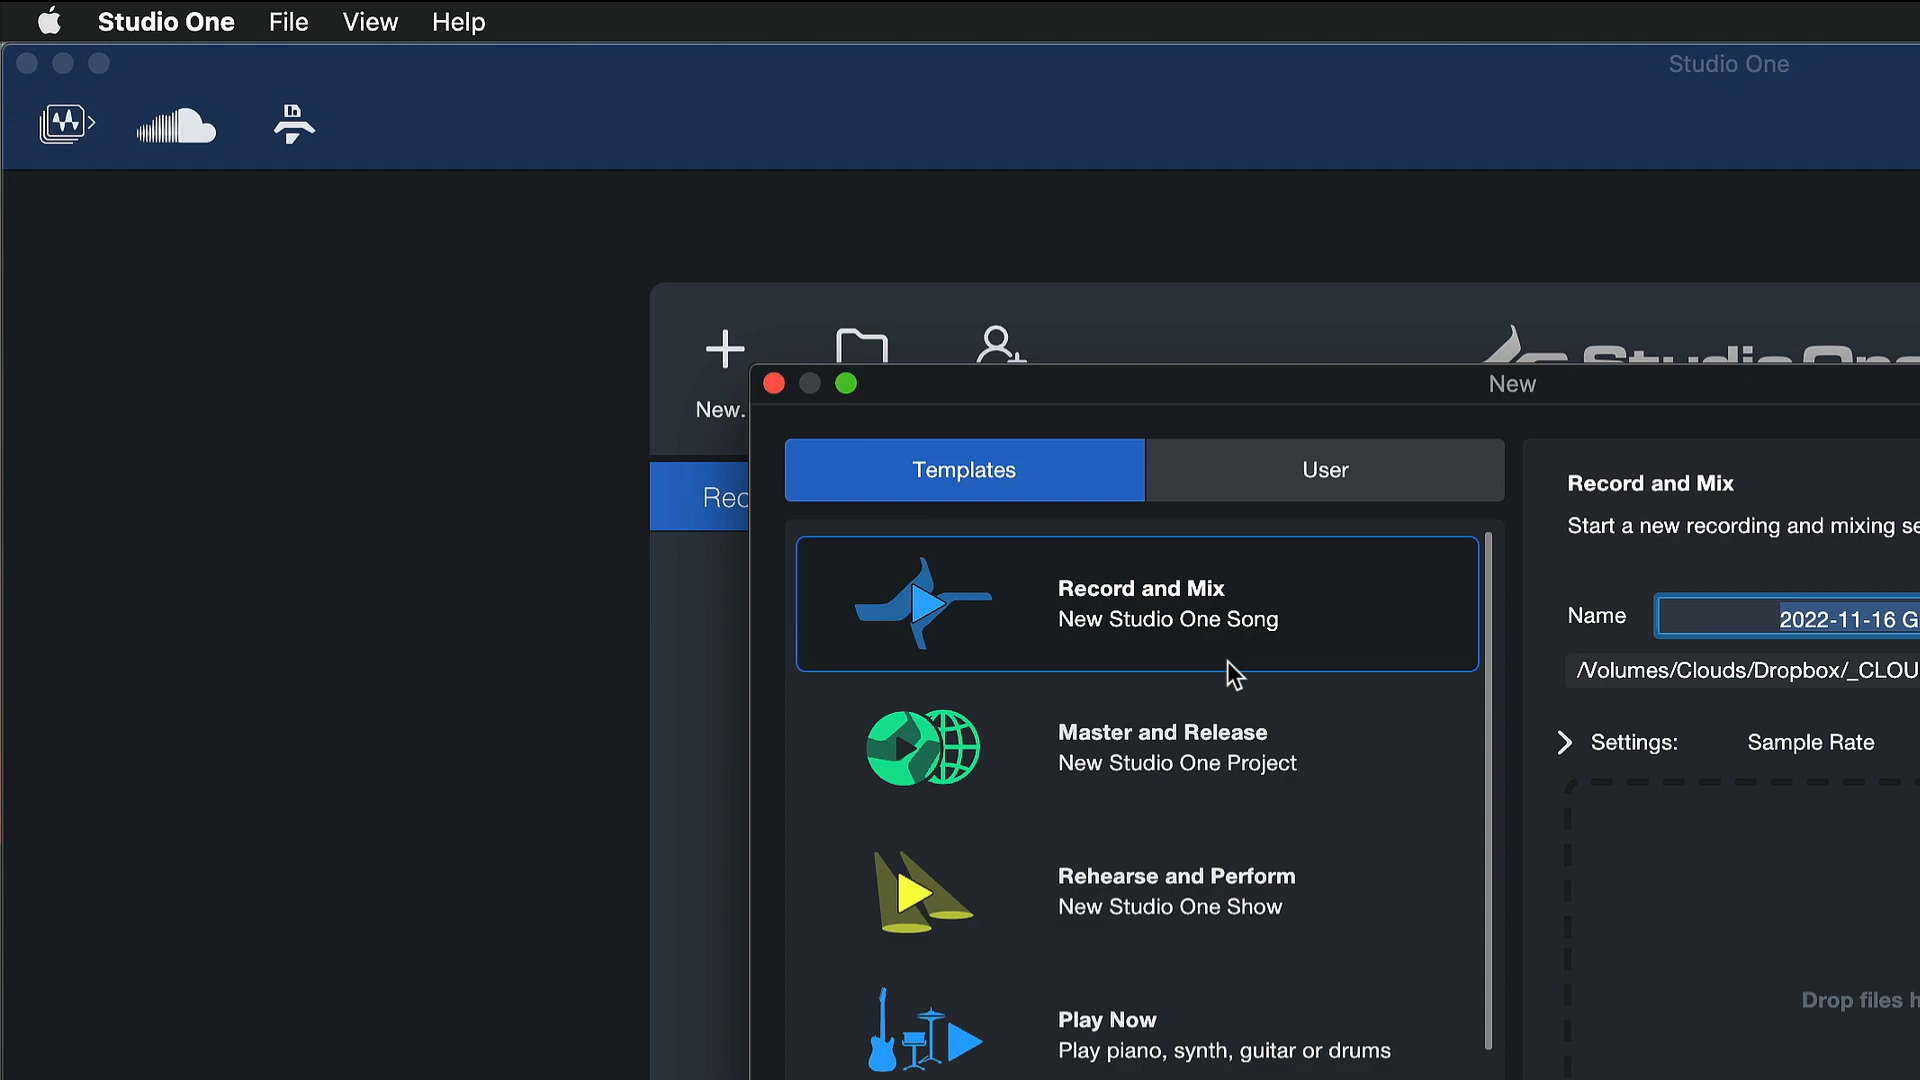 Studio One File View Help
Studio One
New.
Rec
New
Templates User
Record and Mix
New Studio One Song
Master and Release
New Studio One Project
Rehearse and Perform
New Studio One Show
Play Now
Play piano, synth, guitar or drums
Record and Mix
Start a new recording and mixing se
Name 2022-11-16 G
/Volumes/Clouds/Dropbox/_CLOU
Settings: Sample Rate
Drop files h